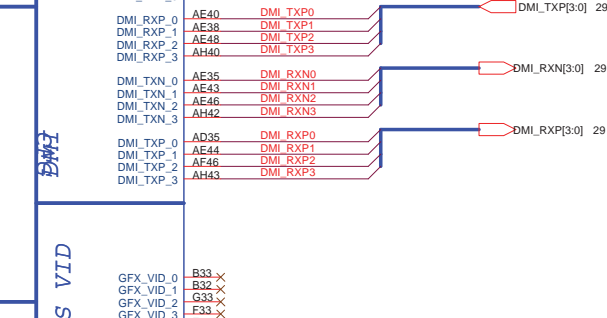 DMI_RXP_0 AE40 DMI_TXP0 DMI_TXP[3:0] 29
DMI_RXP_1 AE38 DMI_TXP1
DMI_RXP_2 AE48 DMI_TXP2
DMI_RXP_3 AH40 DMI_TXP3
DMI_TXN_0 AE35 DMI_RXN0 DMI_RXN[3:0] 29
DMI_TXN_1 AE43 DMI_RXN1
DMI_TXN_2 AE46 DMI_RXN2
DMI_TXN_3 AH42 DMI_RXN3
DMI_TXP_0 AD35 DMI_RXP0 DMI_RXP[3:0] 29
DMI_TXP_1 AE44 DMI_RXP1
DMI_TXP_2 AF46 DMI_RXP2
DMI_TXP_3 AH43 DMI_RXP3
DMI
S VID
GFX_VID_0 B33
GFX_VID_1 B32
GFX_VID_2 G33
GFX_VID_3 F33